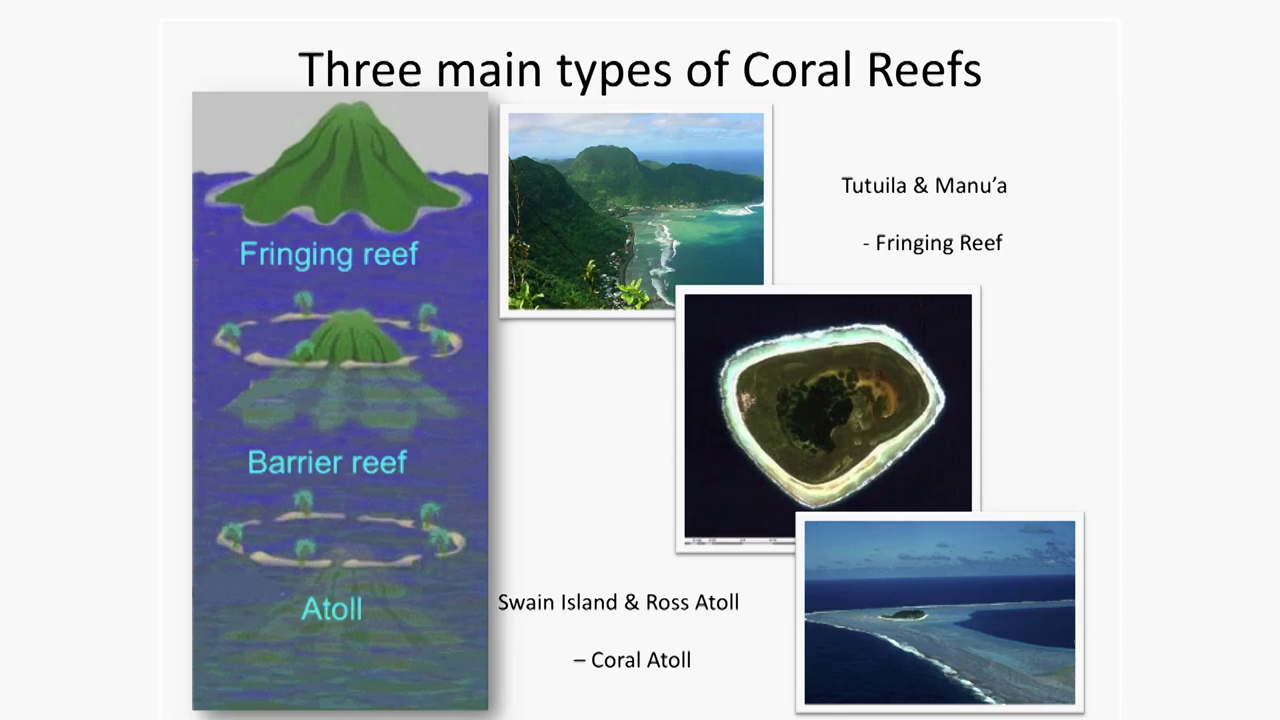 Three main types of Coral Reefs
Fringing reef
Barrier reef
Atoll
Tutuila & Manu’a
- Fringing Reef
Swain Island & Ross Atoll
– Coral Atoll